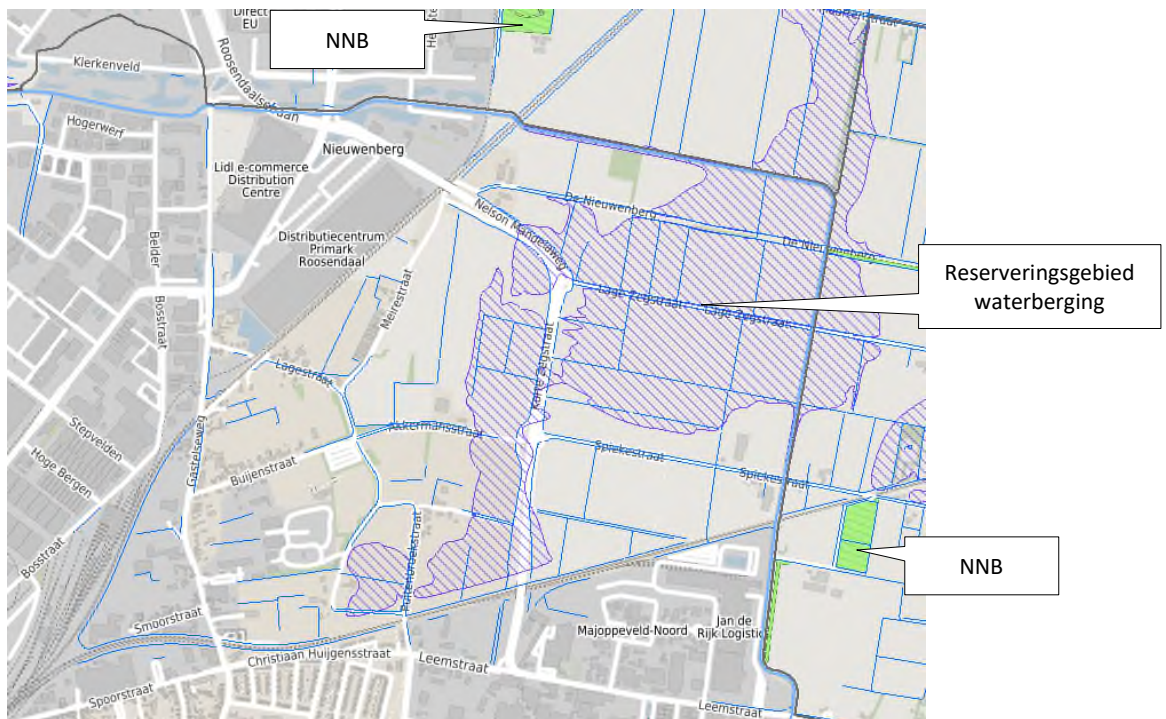 Direct
EU
NNB
Klerkenveld
Roosendaalsebaan
Hogerwerf
Nieuwenberg
Lidl e-commerce
Distribution
Centre
De Nieuwenberg
Nelson Mandelaweg
De Nieuwenberg
Belder
Bosstraat
Distributiecentrum
Primark
Roosendaal
Meirestraat
Reserveringsgebied
waterberging
Lage Zegstraat
Lage Zegstraat
Korte Zegstraat
Lagestraat
Stepvelden
Gastelseweg
Akkermansstraat
Hoge Bergen
Spiekestraat
Spiekestraat
Buijenstraat
Bosstraat
NNB
Smoorstraat
Majoppeveld-Noord
Jan de
Rijk Logistic
Christiaan Huijgensstraat
Leemstraat
Spoorstraat
Leemstraat